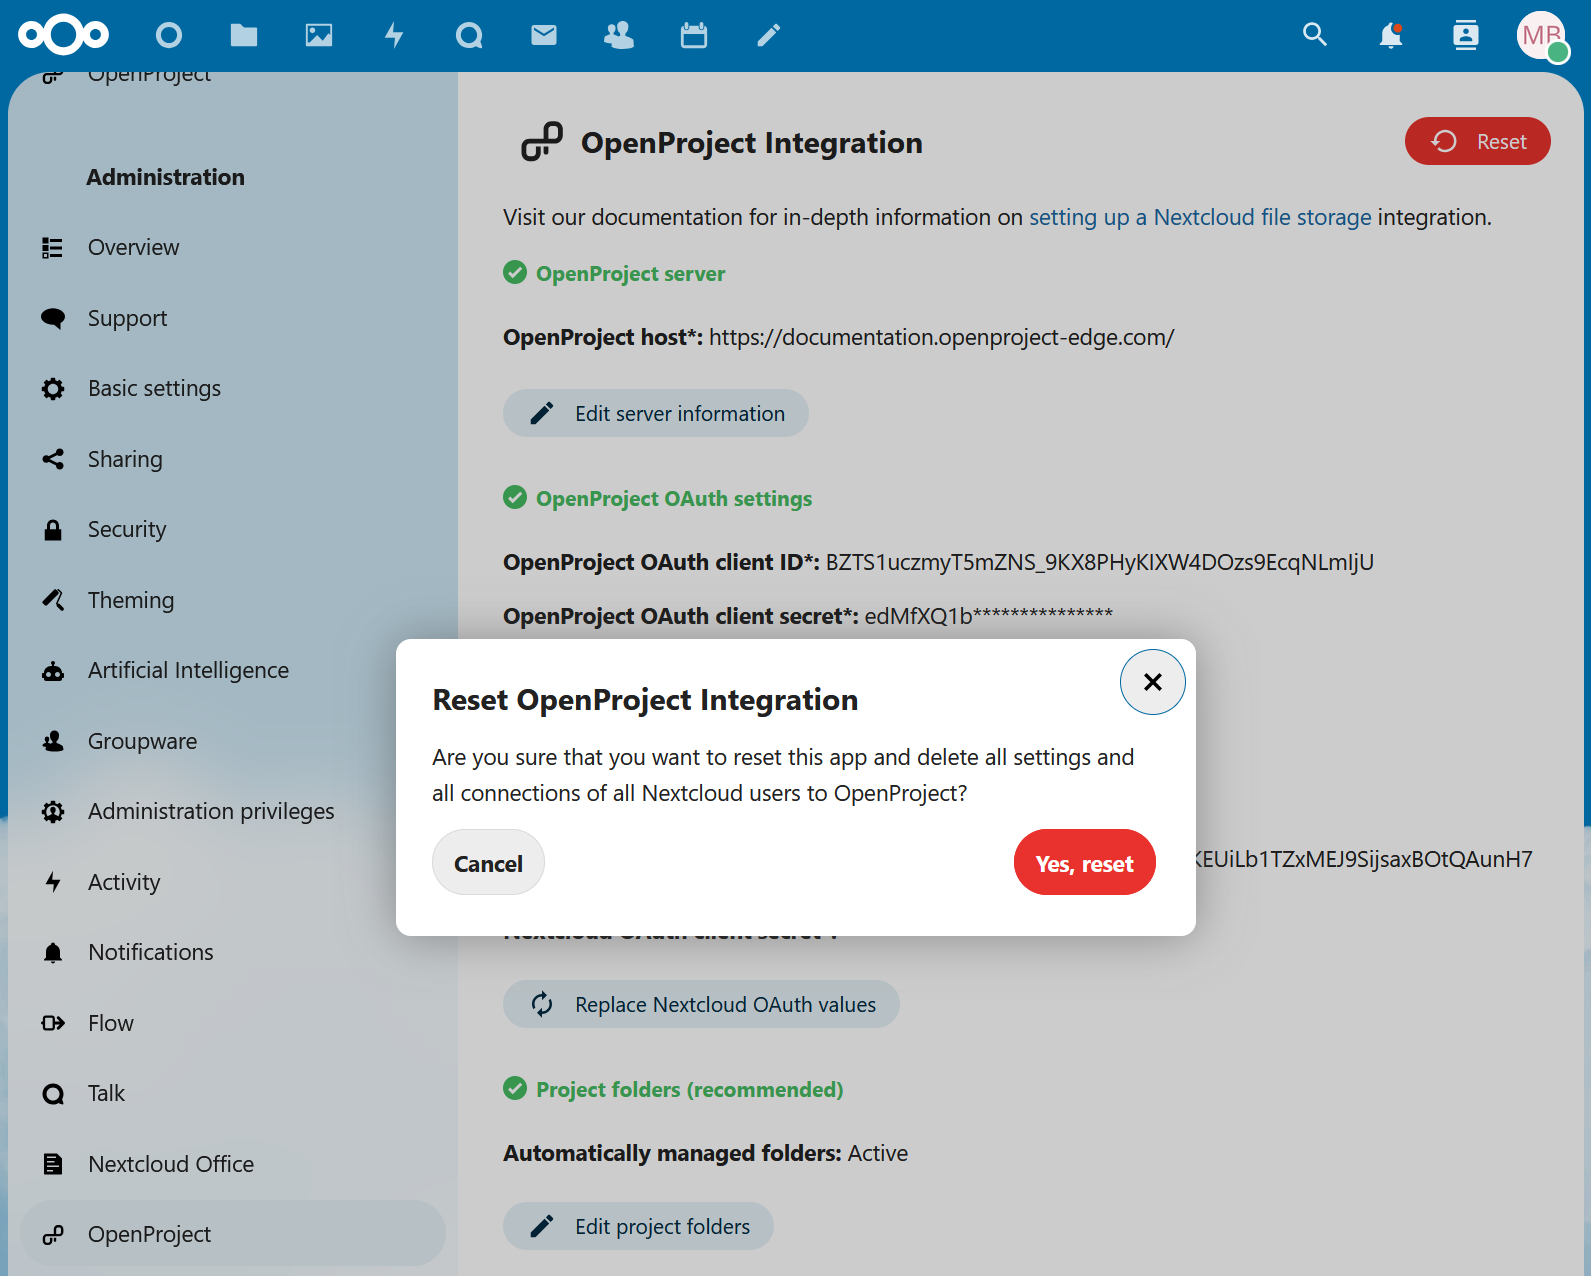 MB
OpenProject
Administration
Overview
Support
Basic settings
Sharing
Security
Theming
Artificial Intelligence
Groupware
Administration privileges
Activity
Notifications
Flow
Talk
Nextcloud Office
OpenProject
OpenProject Integration
Reset
Visit our documentation for in-depth information on setting up a Nextcloud file storage integration.
OpenProject server
OpenProject host*: https://documentation.openproject-edge.com/
Edit server information
OpenProject OAuth settings
OpenProject OAuth client ID*: BZTS1uczmyT5mZNS_9KX8PHyKIXW4DOzs9EcqNLmIjU
OpenProject OAuth client secret*: edMfXQ1b***************
Reset OpenProject Integration
Are you sure that you want to reset this app and delete all settings and
all connections of all Nextcloud users to OpenProject?
Cancel
Yes, reset
KEUiLb1TZxMEJ9SijsaxBOtQAunH7
Nextcloud OAuth client secret*:
Replace Nextcloud OAuth values
Project folders (recommended)
Automatically managed folders: Active
Edit project folders